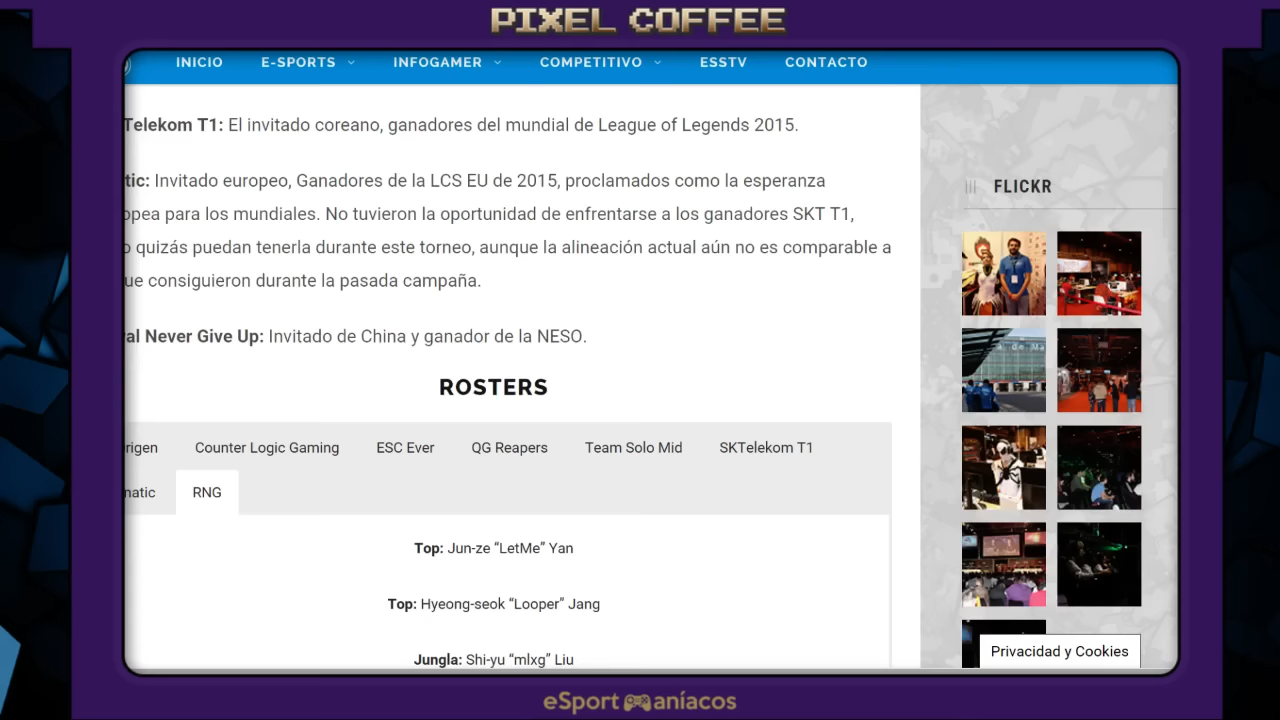 PIXEL COFFEE
INICIO E-SPORTS INFOGAMER COMPETITIVO ESSTV CONTACTO
Telekom T1: El invitado coreano, ganadores del mundial de League of Legends 2015.
tic: Invitado europeo, Ganadores de la LCS EU de 2015, proclamados como la esperanza
opea para los mundiales. No tuvieron la oportunidad de enfrentarse a los ganadores SKT T1,
o quizás puedan tenerla durante este torneo, aunque la alineación actual aún no es comparable a
ue consiguieron durante la pasada campaña.
al Never Give Up: Invitado de China y ganador de la NESO.
FLICKR
ROSTERS
rigen Counter Logic Gaming ESC Ever QG Reapers Team Solo Mid SKTelekom T1
natic RNG
Top: Jun-ze “LetMe” Yan
Top: Hyeong-seok “Looper” Jang
Jungla: Shi-yu “mlxg” Liu
Privacidad y Cookies
eSport maníacos